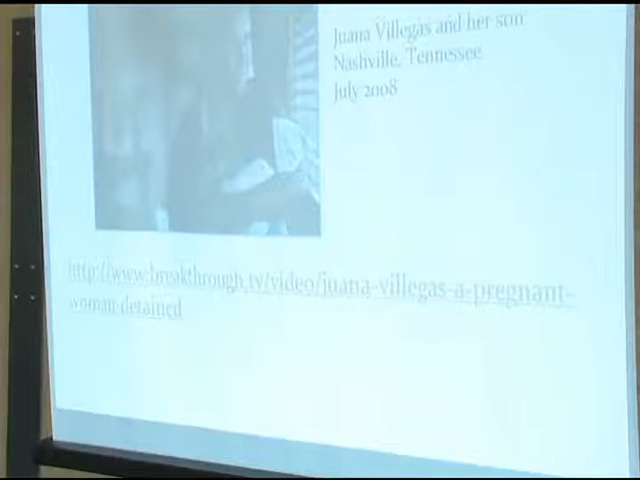 Juana Villegas and her son
Nashville, Tennessee
July 2008
http://www.breakthrough.tv/video/juana-villegas-a-pregnant-
woman-detained